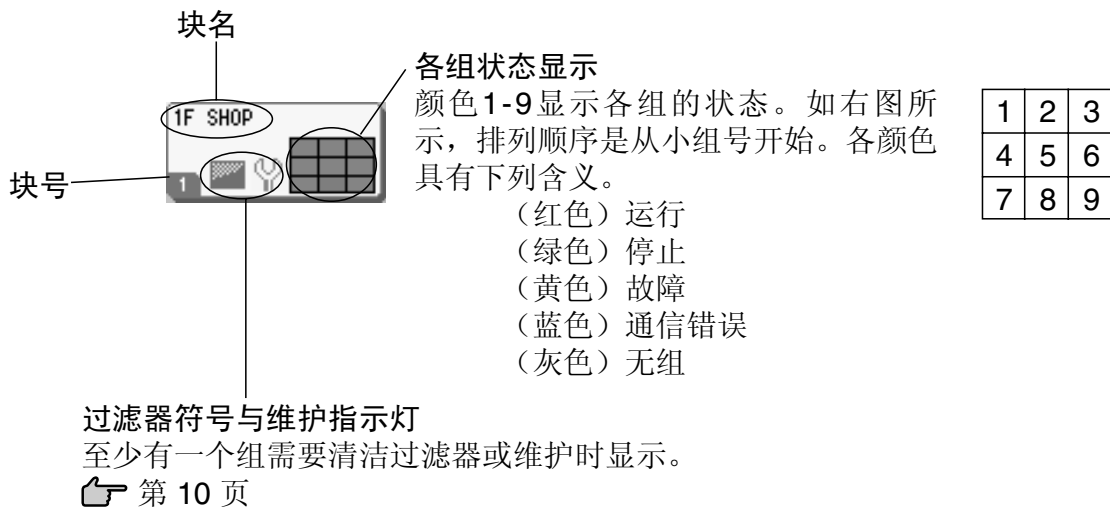 块名
各组状态显示
颜色1-9显示各组的状态。如右图所
示，排列顺序是从小组号开始。各颜色
具有下列含义。
（红色）运行
（绿色）停止
（黄色）故障
（蓝色）通信错误
（灰色）无组
1 2 3
4 5 6
7 8 9
1F SHOP
1
块号
过滤器符号与维护指示灯
至少有一个组需要清洁过滤器或维护时显示。
第 10 页